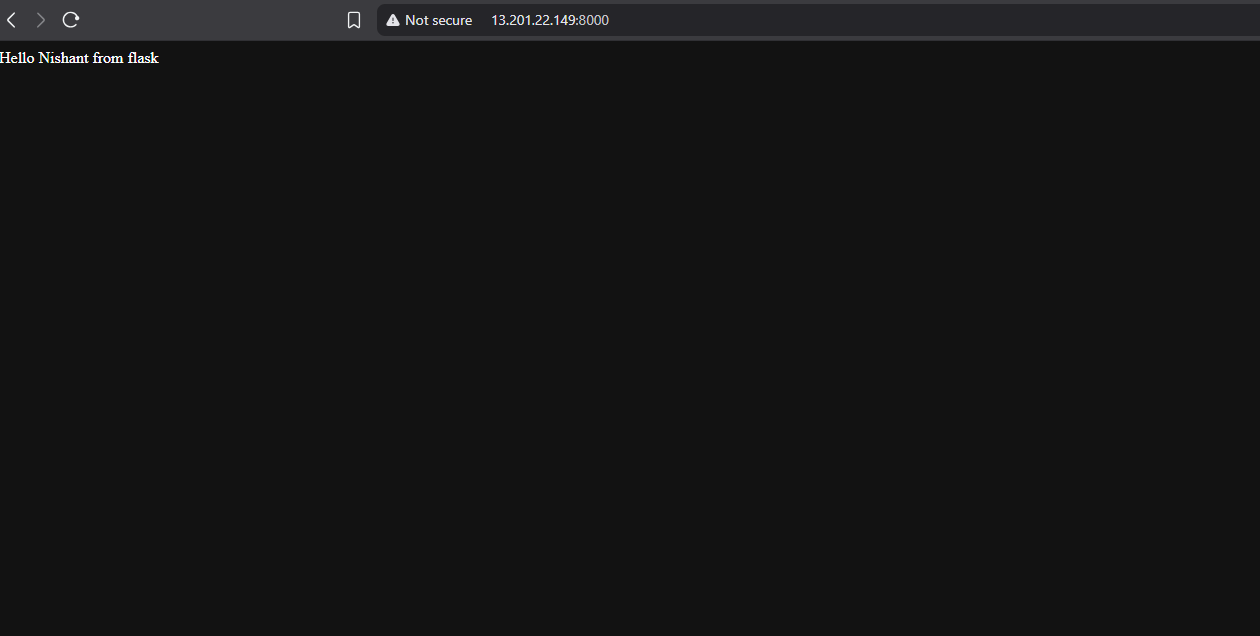 Not secure 13.201.22.149:8000
Hello Nishant from flask